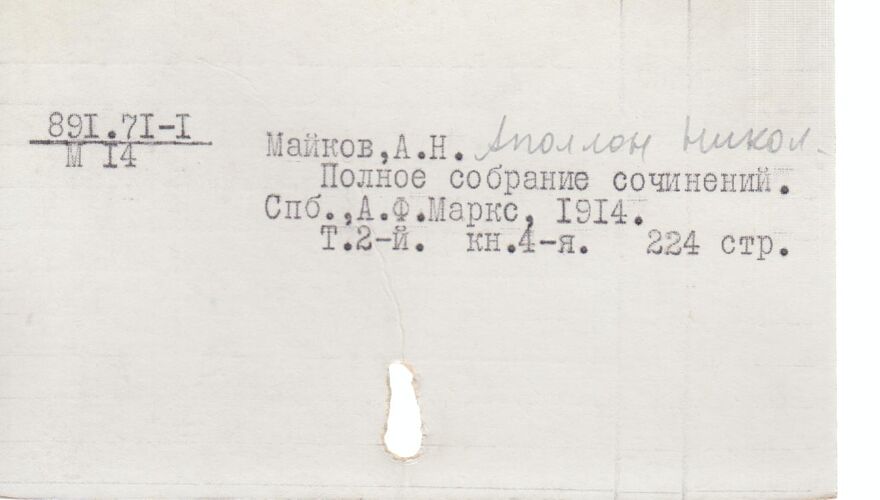 891.71-1
М 14
Майков,А.Н. Аполлон Никол.
Полное собрание сочинений.
Спб.,А.Ф.Маркс, 1914.
Т.2-й. кн.4-я. 224 стр.